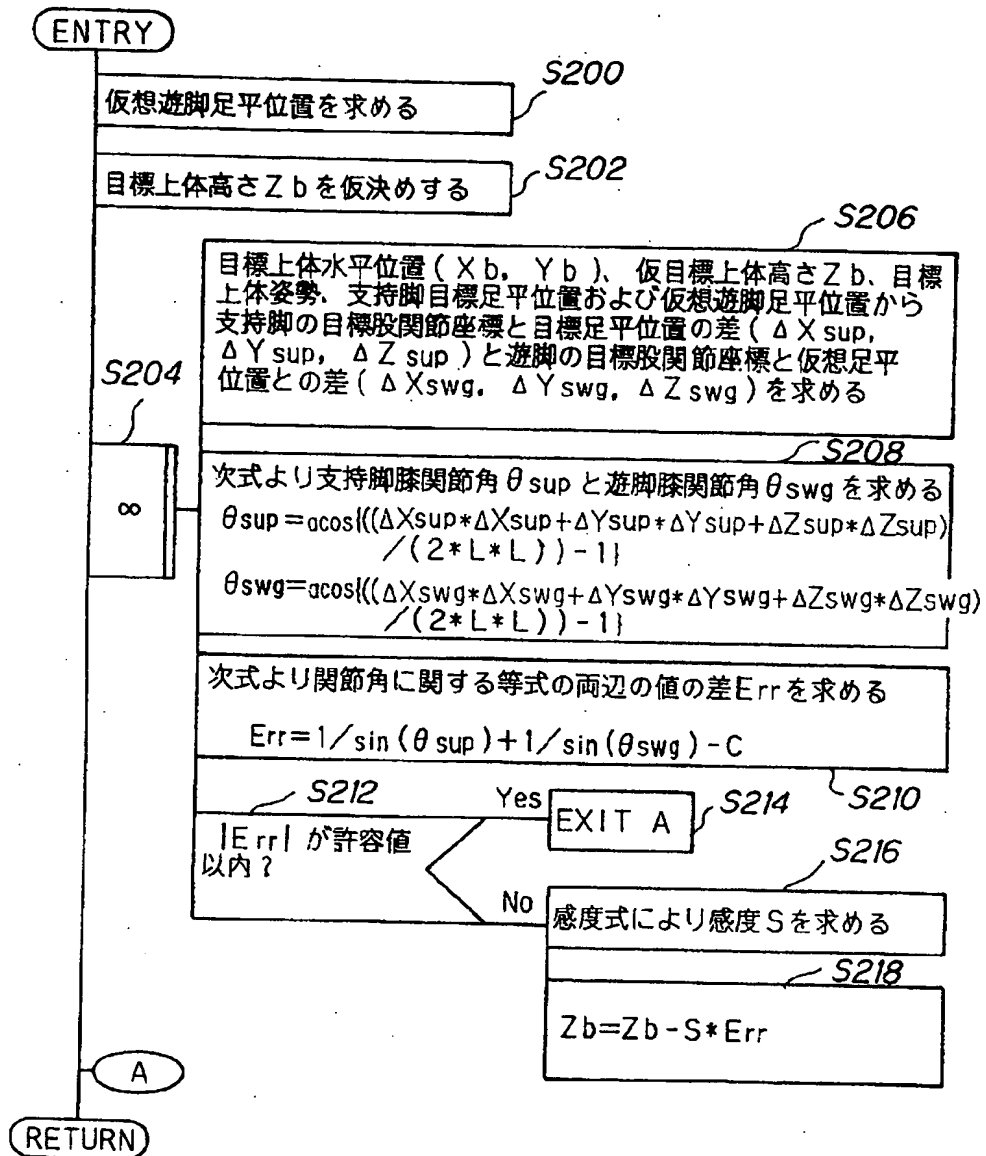 ENTRY
S200
仮想遊脚足平位置を求める
S202
目標上体高さZbを仮決めする
S206
目標上体水平位置(Xb. Yb)、仮目標上体高さZb、目標
上体姿勢、支持脚目標足平位置および仮想遊脚足平位置から
支持脚の目標股関節座標と目標足平位置の差(ΔXsup,
ΔYsup, ΔZsup)と遊脚の目標股関節座標と仮想足平
位置との差(ΔXswg, ΔYswg, ΔZswg)を求める
S204
∞
S208
次式より支持脚膝関節角θsupと遊脚膝関節角θswgを求める
θsup=acos{((ΔXsup*ΔXsup+ΔYsup*ΔYsup+ΔZsup*ΔZsup)
/(2*L*L))-1}
θswg=acos{((ΔXswg*ΔXswg+ΔYswg*ΔYswg+ΔZswg*ΔZswg)
/(2*L*L))-1}
次式より関節角に関する等式の両辺の値の差Errを求める
Err=1/sin(θsup)+1/sin(θswg)-C
S210
S212
|Err|が許容値
以内?
Yes
EXIT A
S214
No
S216
感度式により感度Sを求める
S218
Zb=Zb-S*Err
A
RETURN